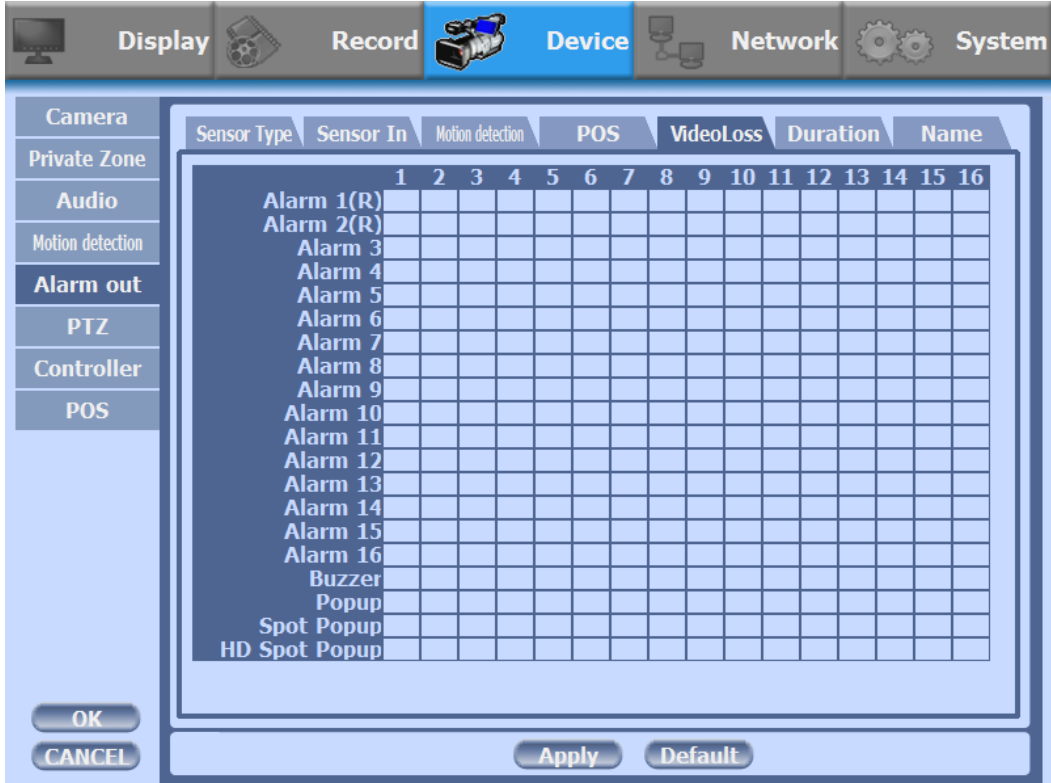 Display Record Device Network System
Camera
Private Zone
Audio
Motion detection
Alarm out
PTZ
Controller
POS
OK
CANCEL
Sensor Type Sensor In Motion detection POS VideoLoss Duration Name
1 2 3 4 5 6 7 8 9 10 11 12 13 14 15 16
Alarm 1(R)
Alarm 2(R)
Alarm 3
Alarm 4
Alarm 5
Alarm 6
Alarm 7
Alarm 8
Alarm 9
Alarm 10
Alarm 11
Alarm 12
Alarm 13
Alarm 14
Alarm 15
Alarm 16
Buzzer
Popup
Spot Popup
HD Spot Popup
Apply Default